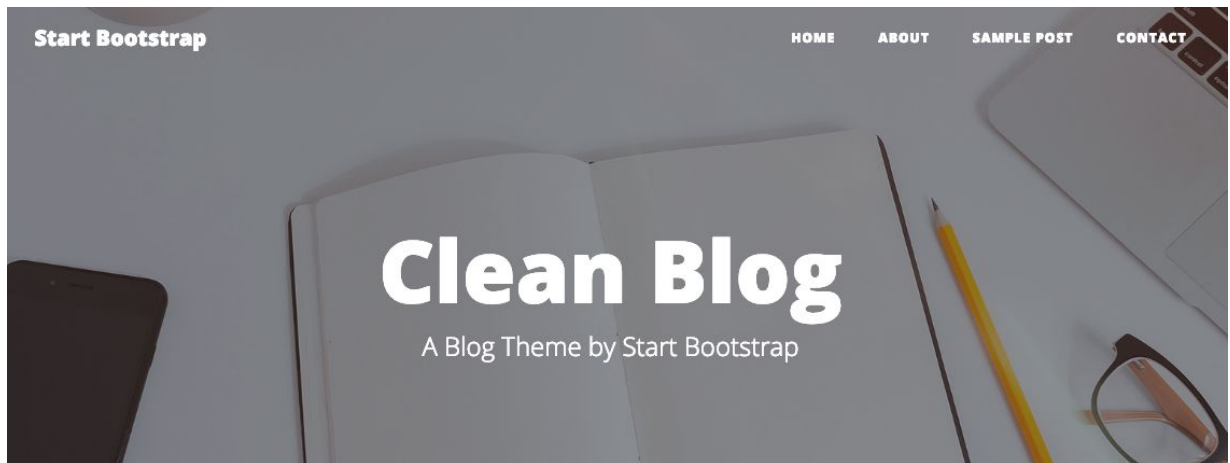 Start Bootstrap
HOME ABOUT SAMPLE POST CONTACT
Clean Blog
A Blog Theme by Start Bootstrap